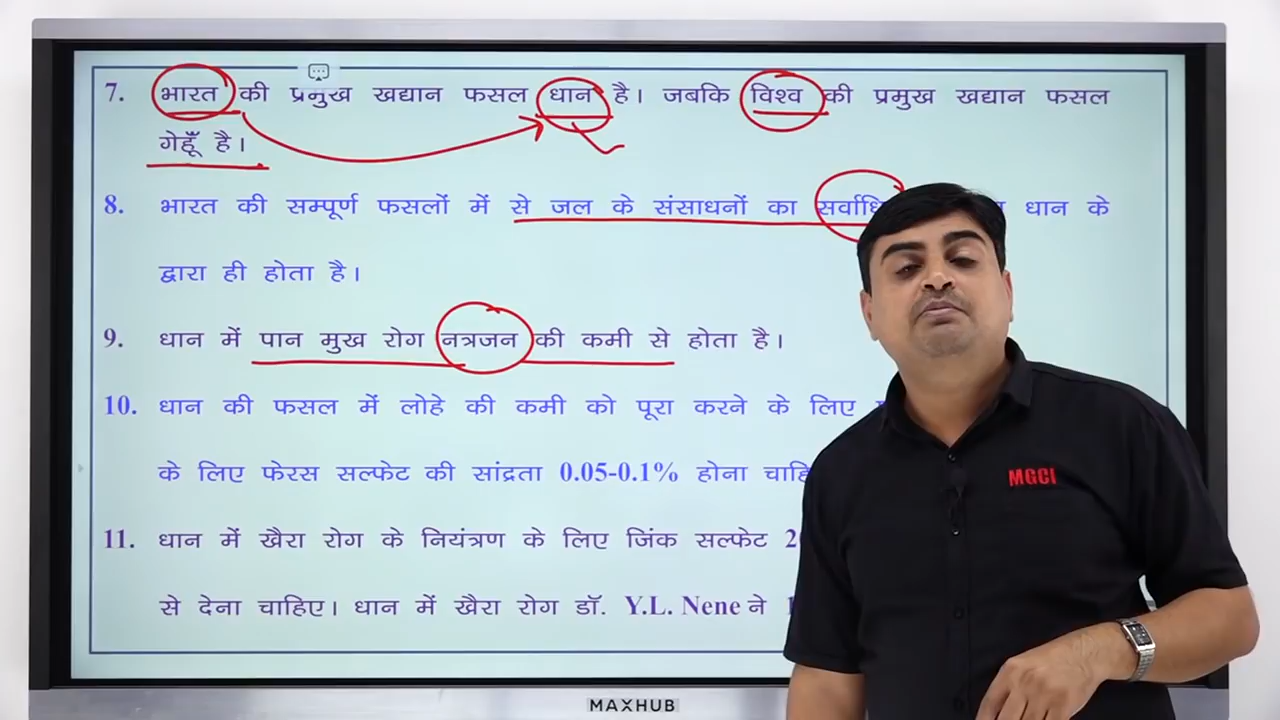 7. भारत की प्रमुख खद्यान फसल धान है। जबकि विश्व की प्रमुख खद्यान फसल
गेहूँ है।
8. भारत की सम्पूर्ण फसलों में से जल के संसाधनों का धान के
द्वारा ही होता है।
9. धान में पान मुख रोग नत्रजन की कमी से होता है।
10. धान की फसल में लोहे की कमी को पूरा करने के लिए
के लिए फेरस सल्फेट की सांद्रता 0.05-0.1% होना
11. धान में खैरा रोग के नियंत्रण के लिए जिंक सल्फेट
से देना चाहिए। धान में खैरा रोग डॉ. Y.L. Nene ने
MGCI
MAXHUB